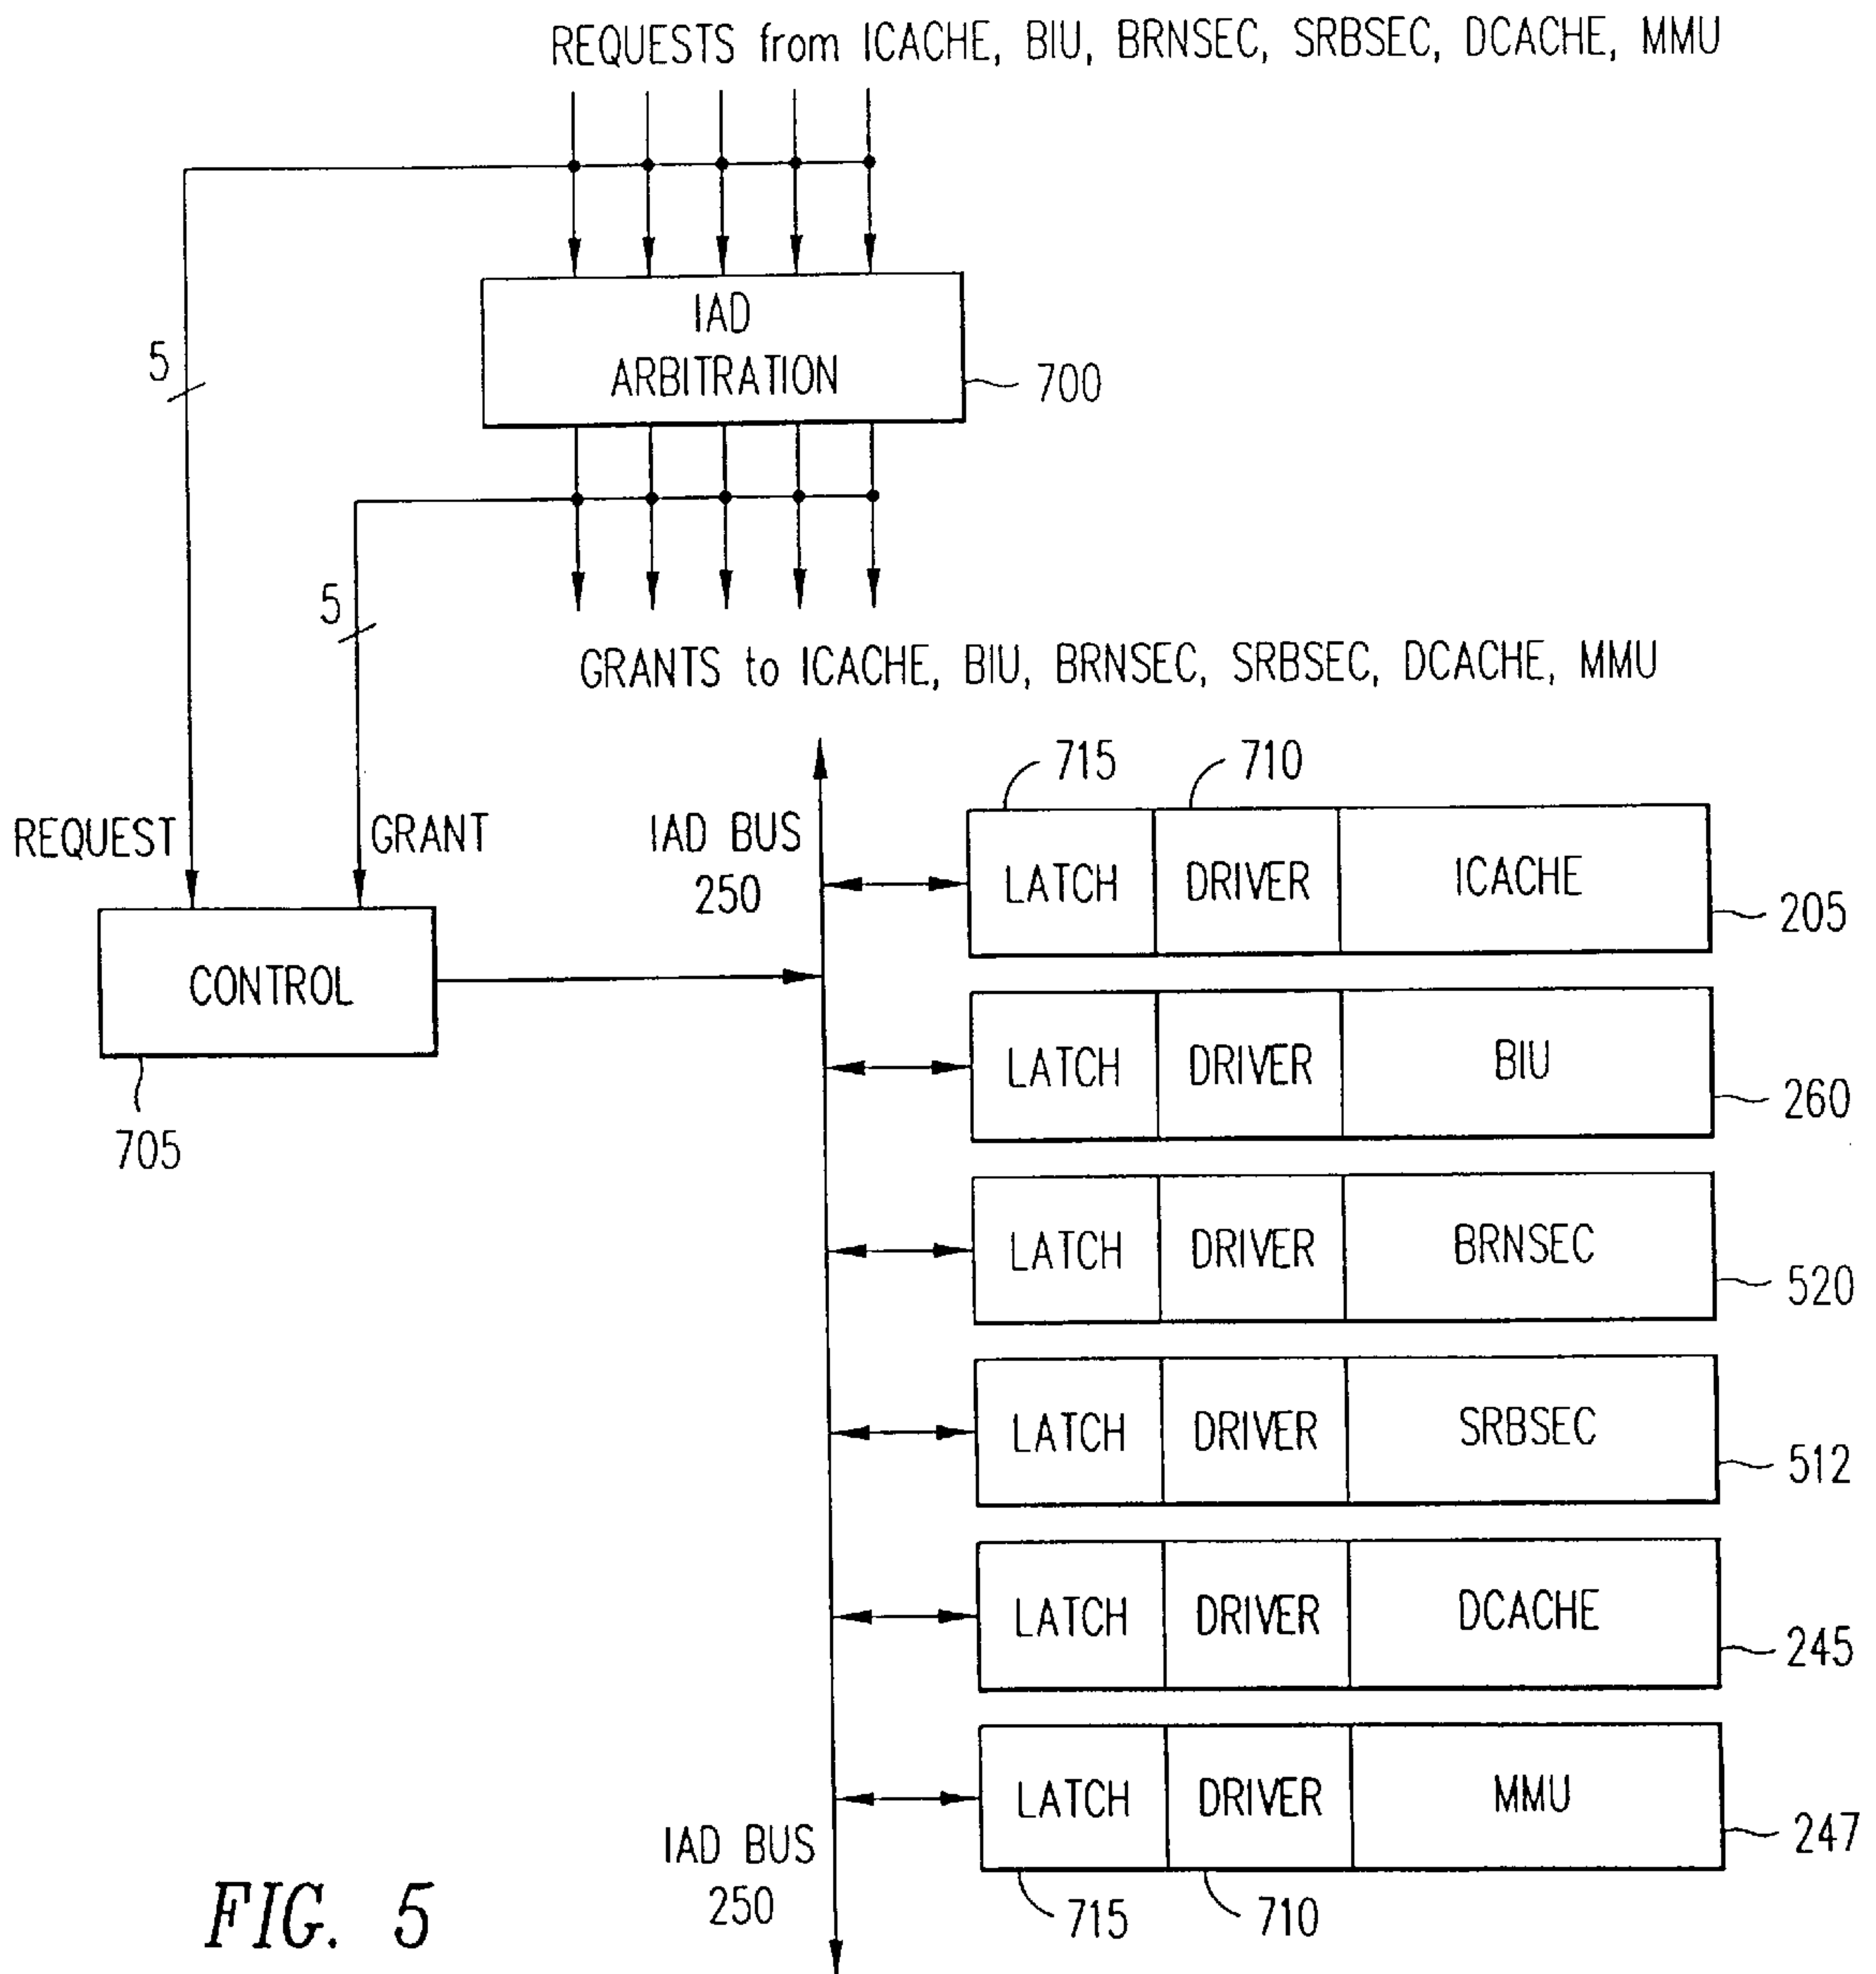 REQUESTS from ICACHE, BIU, BRNSEC, SRBSEC, DCACHE, MMU
IAD
ARBITRATION
700
5
5
GRANTS to ICACHE, BIU, BRNSEC, SRBSEC, DCACHE, MMU
REQUEST
GRANT
CONTROL
705
IAD BUS
250
715
710
LATCH DRIVER ICACHE
205
LATCH DRIVER BIU
260
LATCH DRIVER BRNSEC
520
LATCH DRIVER SRBSEC
512
LATCH DRIVER DCACHE
245
LATCH DRIVER MMU
247
IAD BUS
250
715
710
FIG. 5